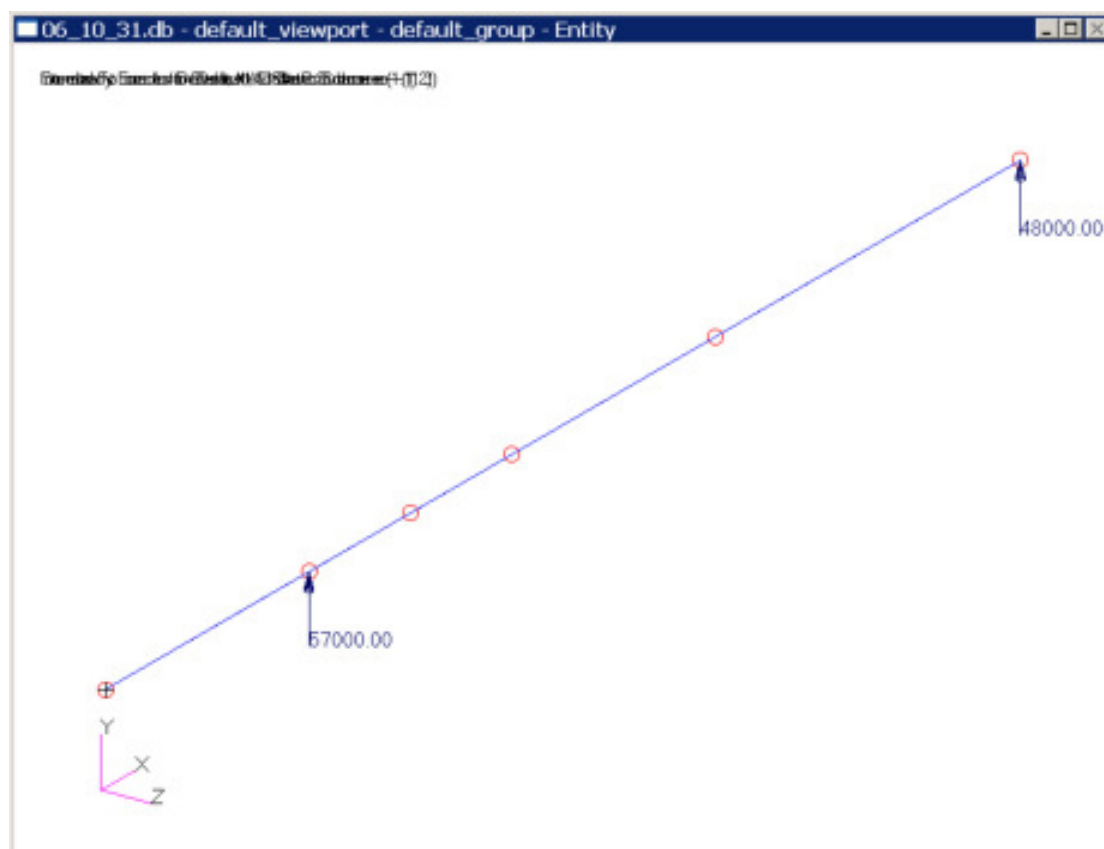 06_10_31.db - default_viewport - default_group - Entity
48000.00
57000.00
Y
X
Z